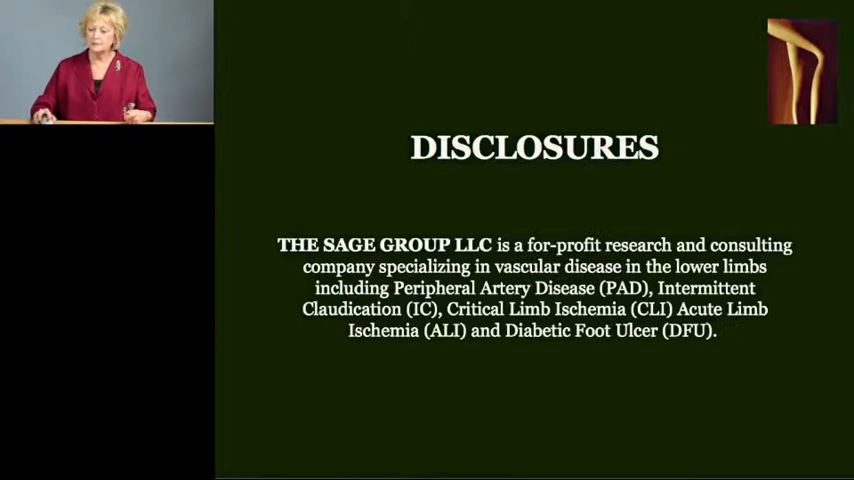 DISCLOSURES
THE SAGE GROUP LLC is a for-profit research and consulting
company specializing in vascular disease in the lower limbs
including Peripheral Artery Disease (PAD), Intermittent
Claudication (IC), Critical Limb Ischemia (CLI) Acute Limb
Ischemia (ALI) and Diabetic Foot Ulcer (DFU).